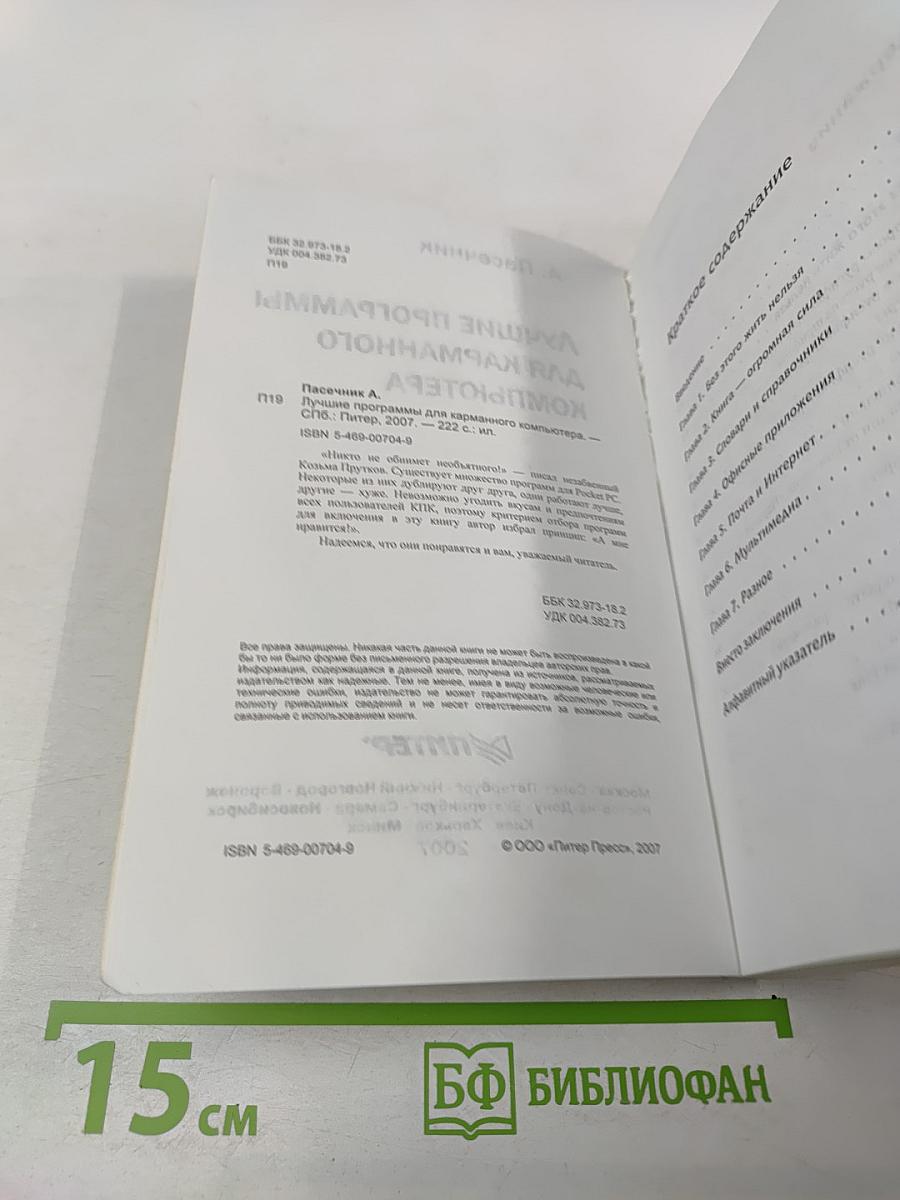 ББК 32.973-18.2
УДК 004.382.73
П19
Пасечник А.
П19 Лучшие программы для карманного компьютера. —
СПб.: Питер, 2007. — 222 с.: ил.
ISBN 5-469-00704-9
«Никто не обнимет необъятного!» — писал незабвенный
Козьма Прутков. Существует множество программ для Pocket PC.
Некоторые из них дублируют друг друга, одни работают лучше,
другие — хуже. Невозможно угодить вкусам и предпочтениям
всех пользователей КПК, поэтому критерием отбора программ
для включения в эту книгу автор избрал принцип: «А мне
нравится!».
Надеемся, что они понравятся и вам, уважаемый читатель.
ББК 32.973-18.2
УДК 004.382.73
Все права защищены. Никакая часть данной книги не может быть воспроизведена в какой
бы то ни было форме без письменного разрешения владельцев авторских прав.
Информация, содержащаяся в данной книге, получена из источников, рассматриваемых
издательством как надежные. Тем не менее, имея в виду возможные человеческие или
технические ошибки, издательство не может гарантировать абсолютную точность и
полноту приводимых сведений и не несет ответственности за возможные ошибки,
связанные с использованием книги.
ISBN 5-469-00704-9
© ООО «Питер Пресс», 2007
Краткое содержание
Введение
Глава 1. Без этого жить нельзя
Глава 2. Книга — огромная сила
Глава 3. Словари и справочники
Глава 4. Офисные приложения
Глава 5. Почта и Интернет
Глава 6. Мультимедиа
Глава 7. Разное
Вместо заключения
Алфавитный указатель
15 см
БФ БИБЛИОФАН